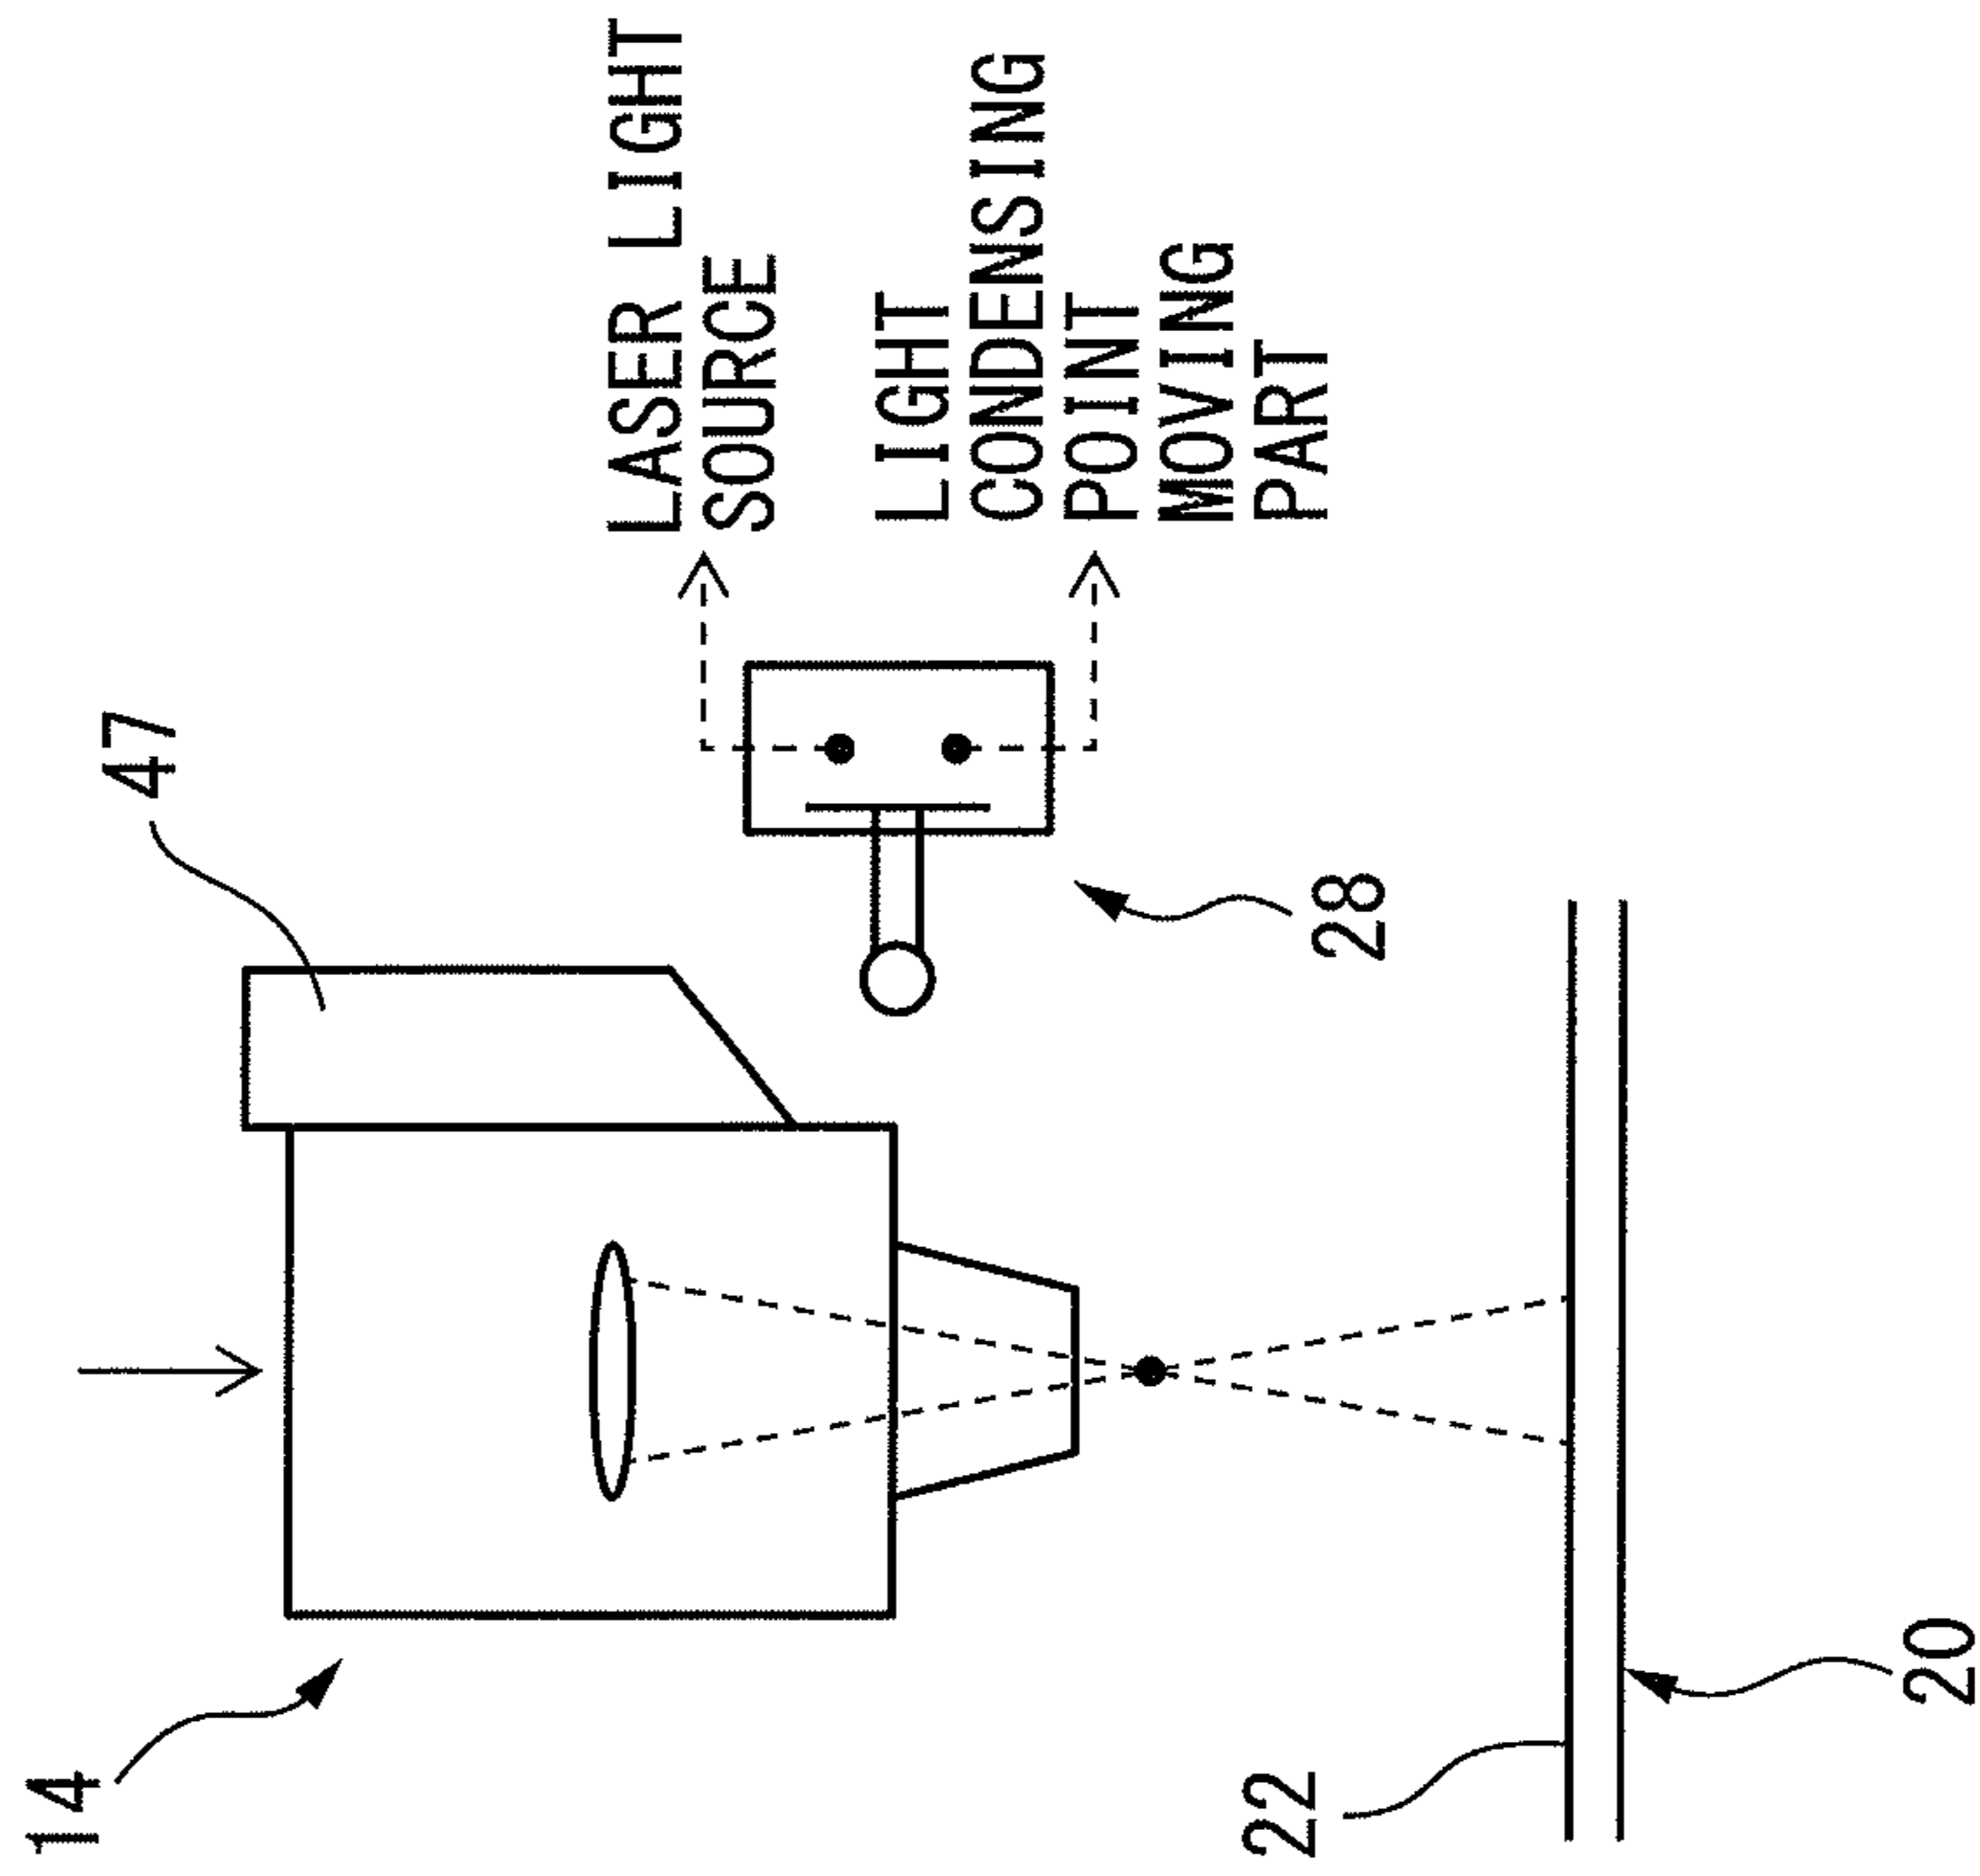 14
47
LASER LIGHT
SOURCE
LIGHT
CONDENSING
POINT
MOVING
PART
28
22
20